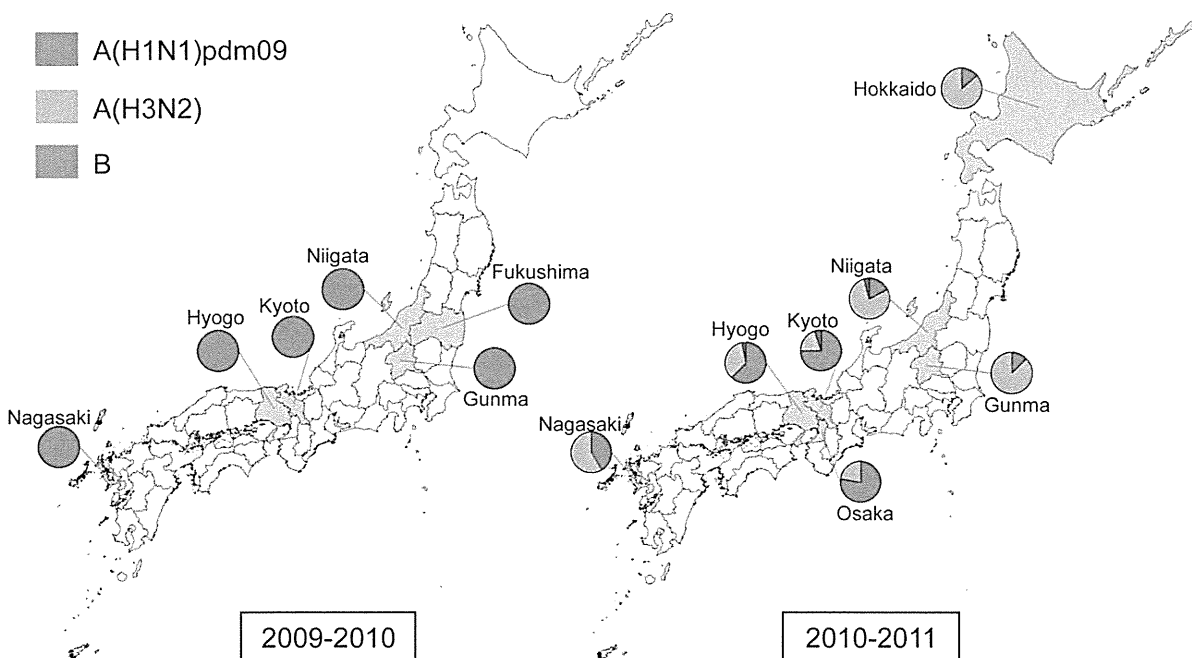 A(H1N1)pdm09
A(H3N2)
B
Niigata
Fukushima
Kyoto
Hyogo
Gunma
Nagasaki
2009-2010
Hokkaido
Niigata
Hyogo
Kyoto
Gunma
Nagasaki
Osaka
2010-2011